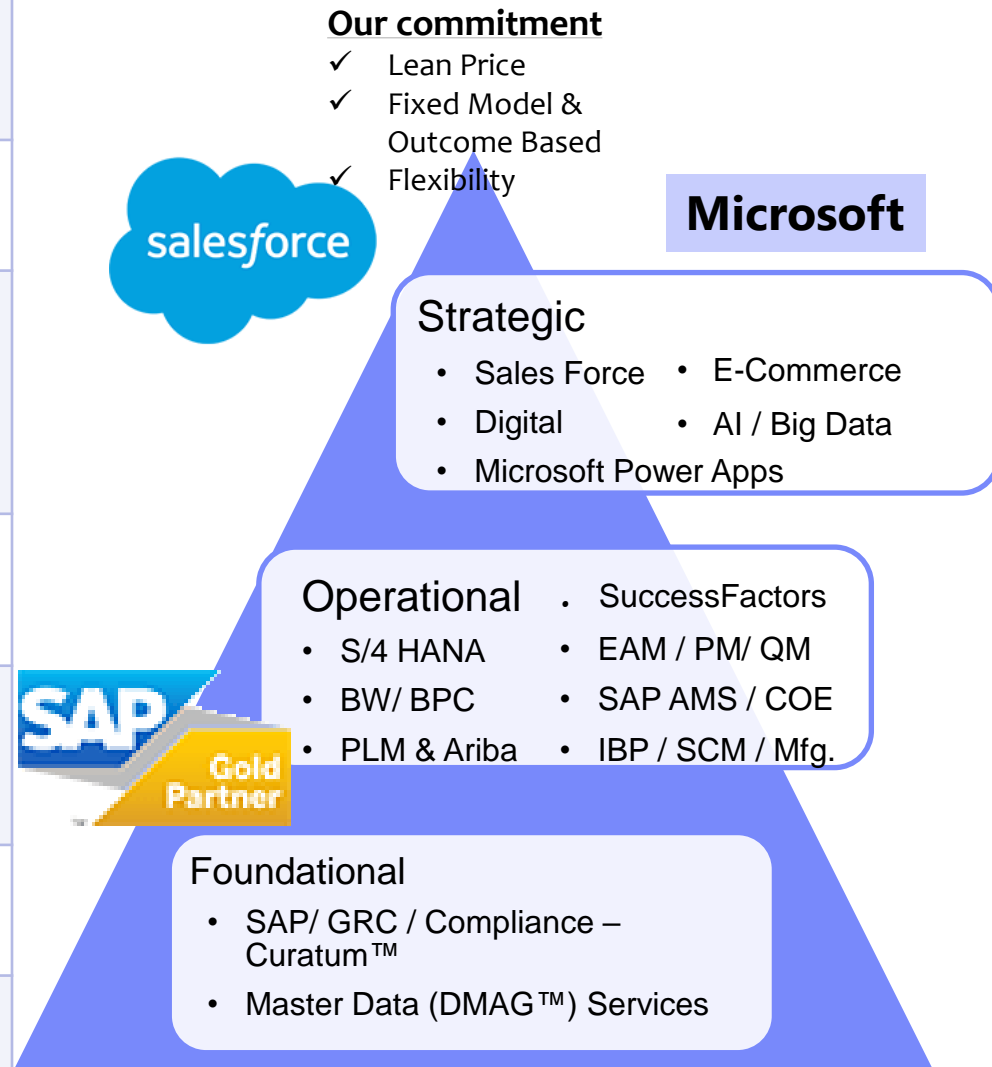 Our commitment
✓ Lean Price
✓ Fixed Model &
Outcome Based
✓ Flexibility
salesforce
Microsoft
Strategic
• Sales Force • E-Commerce
• Digital • AI / Big Data
• Microsoft Power Apps
Operational . SuccessFactors
• S/4 HANA • EAM / PM/ QM
• BW/ BPC • SAP AMS / COE
• PLM & Ariba • IBP / SCM / Mfg.
SAP
Gold
Partner
Foundational
• SAP/ GRC / Compliance –
Curatum™
• Master Data (DMAG™) Services